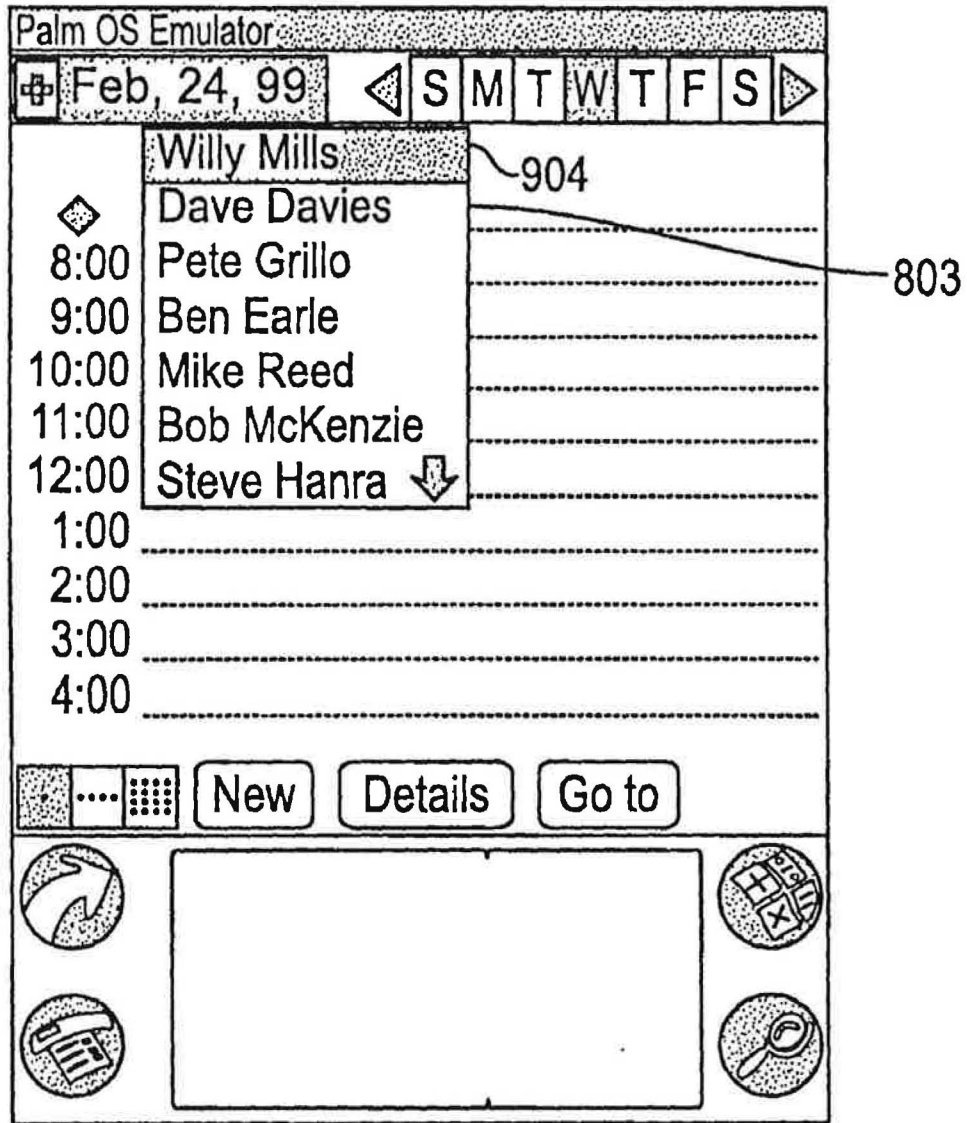 Palm OS Emulator
Feb, 24, 99 S M T W T F S
Willy Mills 904
Dave Davies
8:00 Pete Grillo 803
9:00 Ben Earle
10:00 Mike Reed
11:00 Bob McKenzie
12:00 Steve Hanra
1:00
2:00
3:00
4:00
New Details Go to